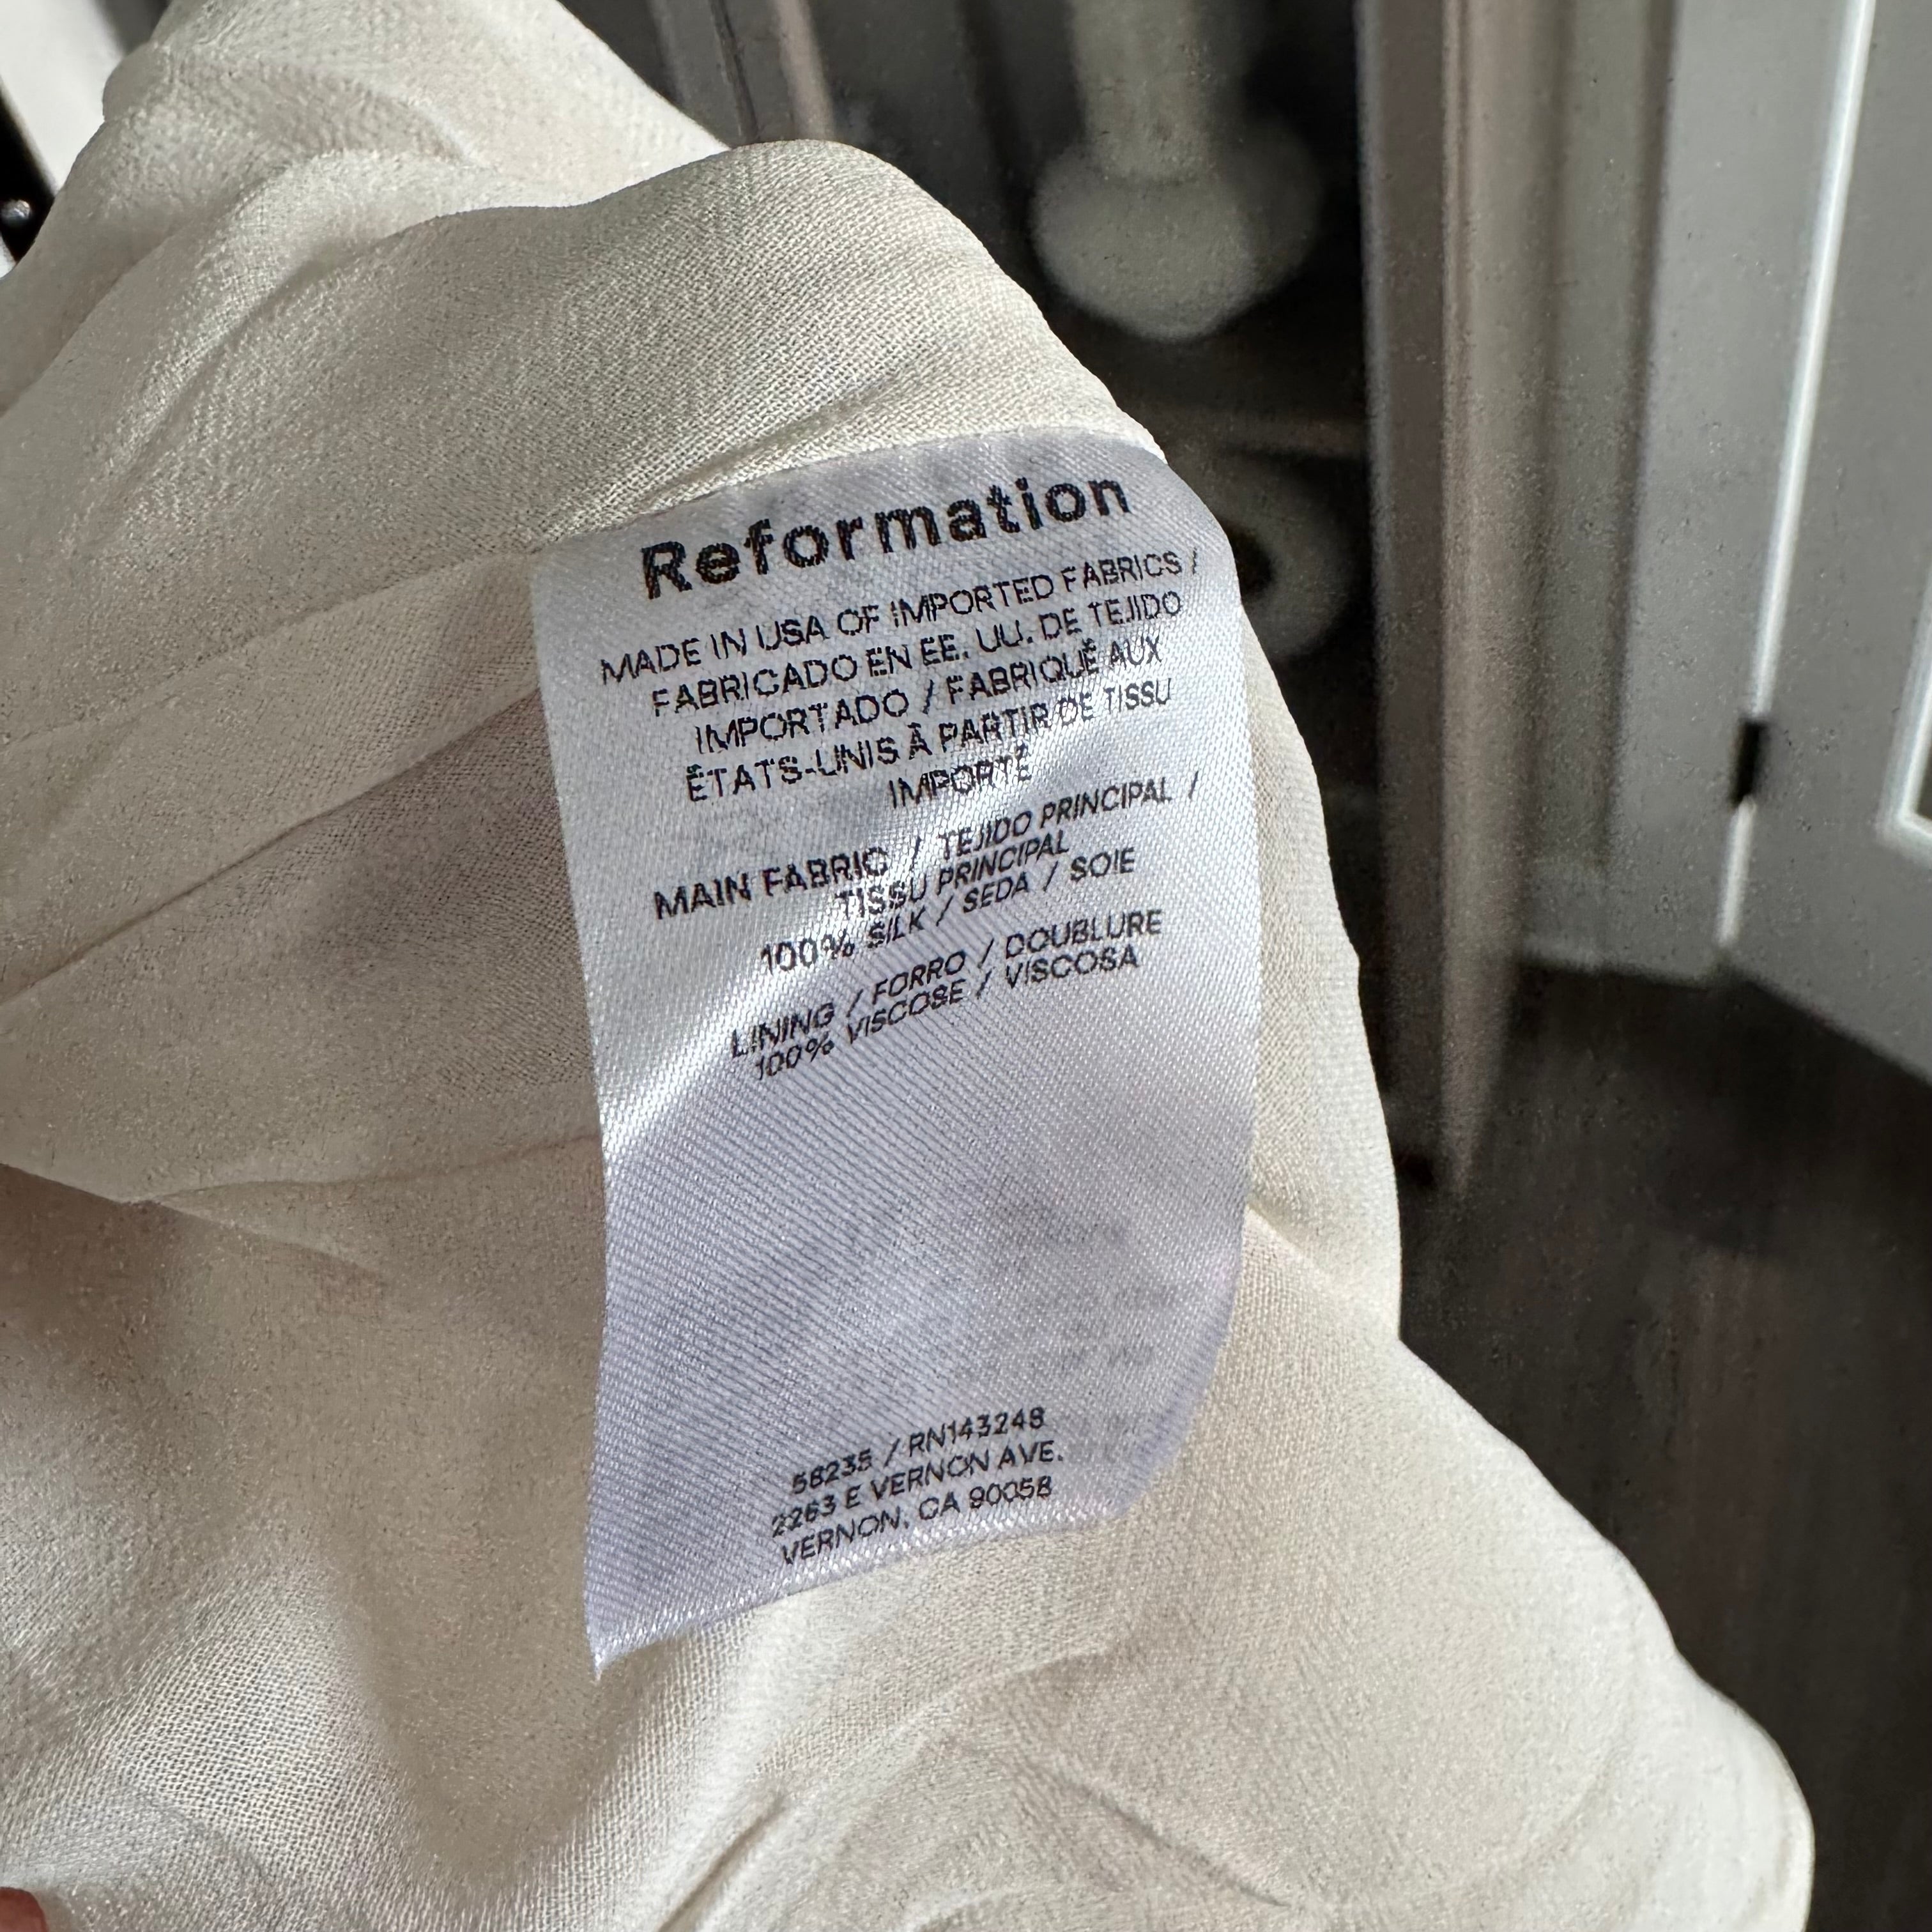 Reformation
MADE IN USA OF IMPORTED FABRICS /
FABRICADO EN EE. UU. DE TEJIDO
IMPORTADO / FABRIQUÉ AUX
ÉTATS-UNIS À PARTIR DE TISSU
IMPORTÉ
MAIN FABRIC / TEJIDO PRINCIPAL /
TISSU PRINCIPAL
100% SILK / SEDA / SOIE
LINING / FORRO / DOUBLURE
100% VISCOSE / VISCOSA
58235 / RN143248
2263 E VERNON AVE.
VERNON, CA 90058